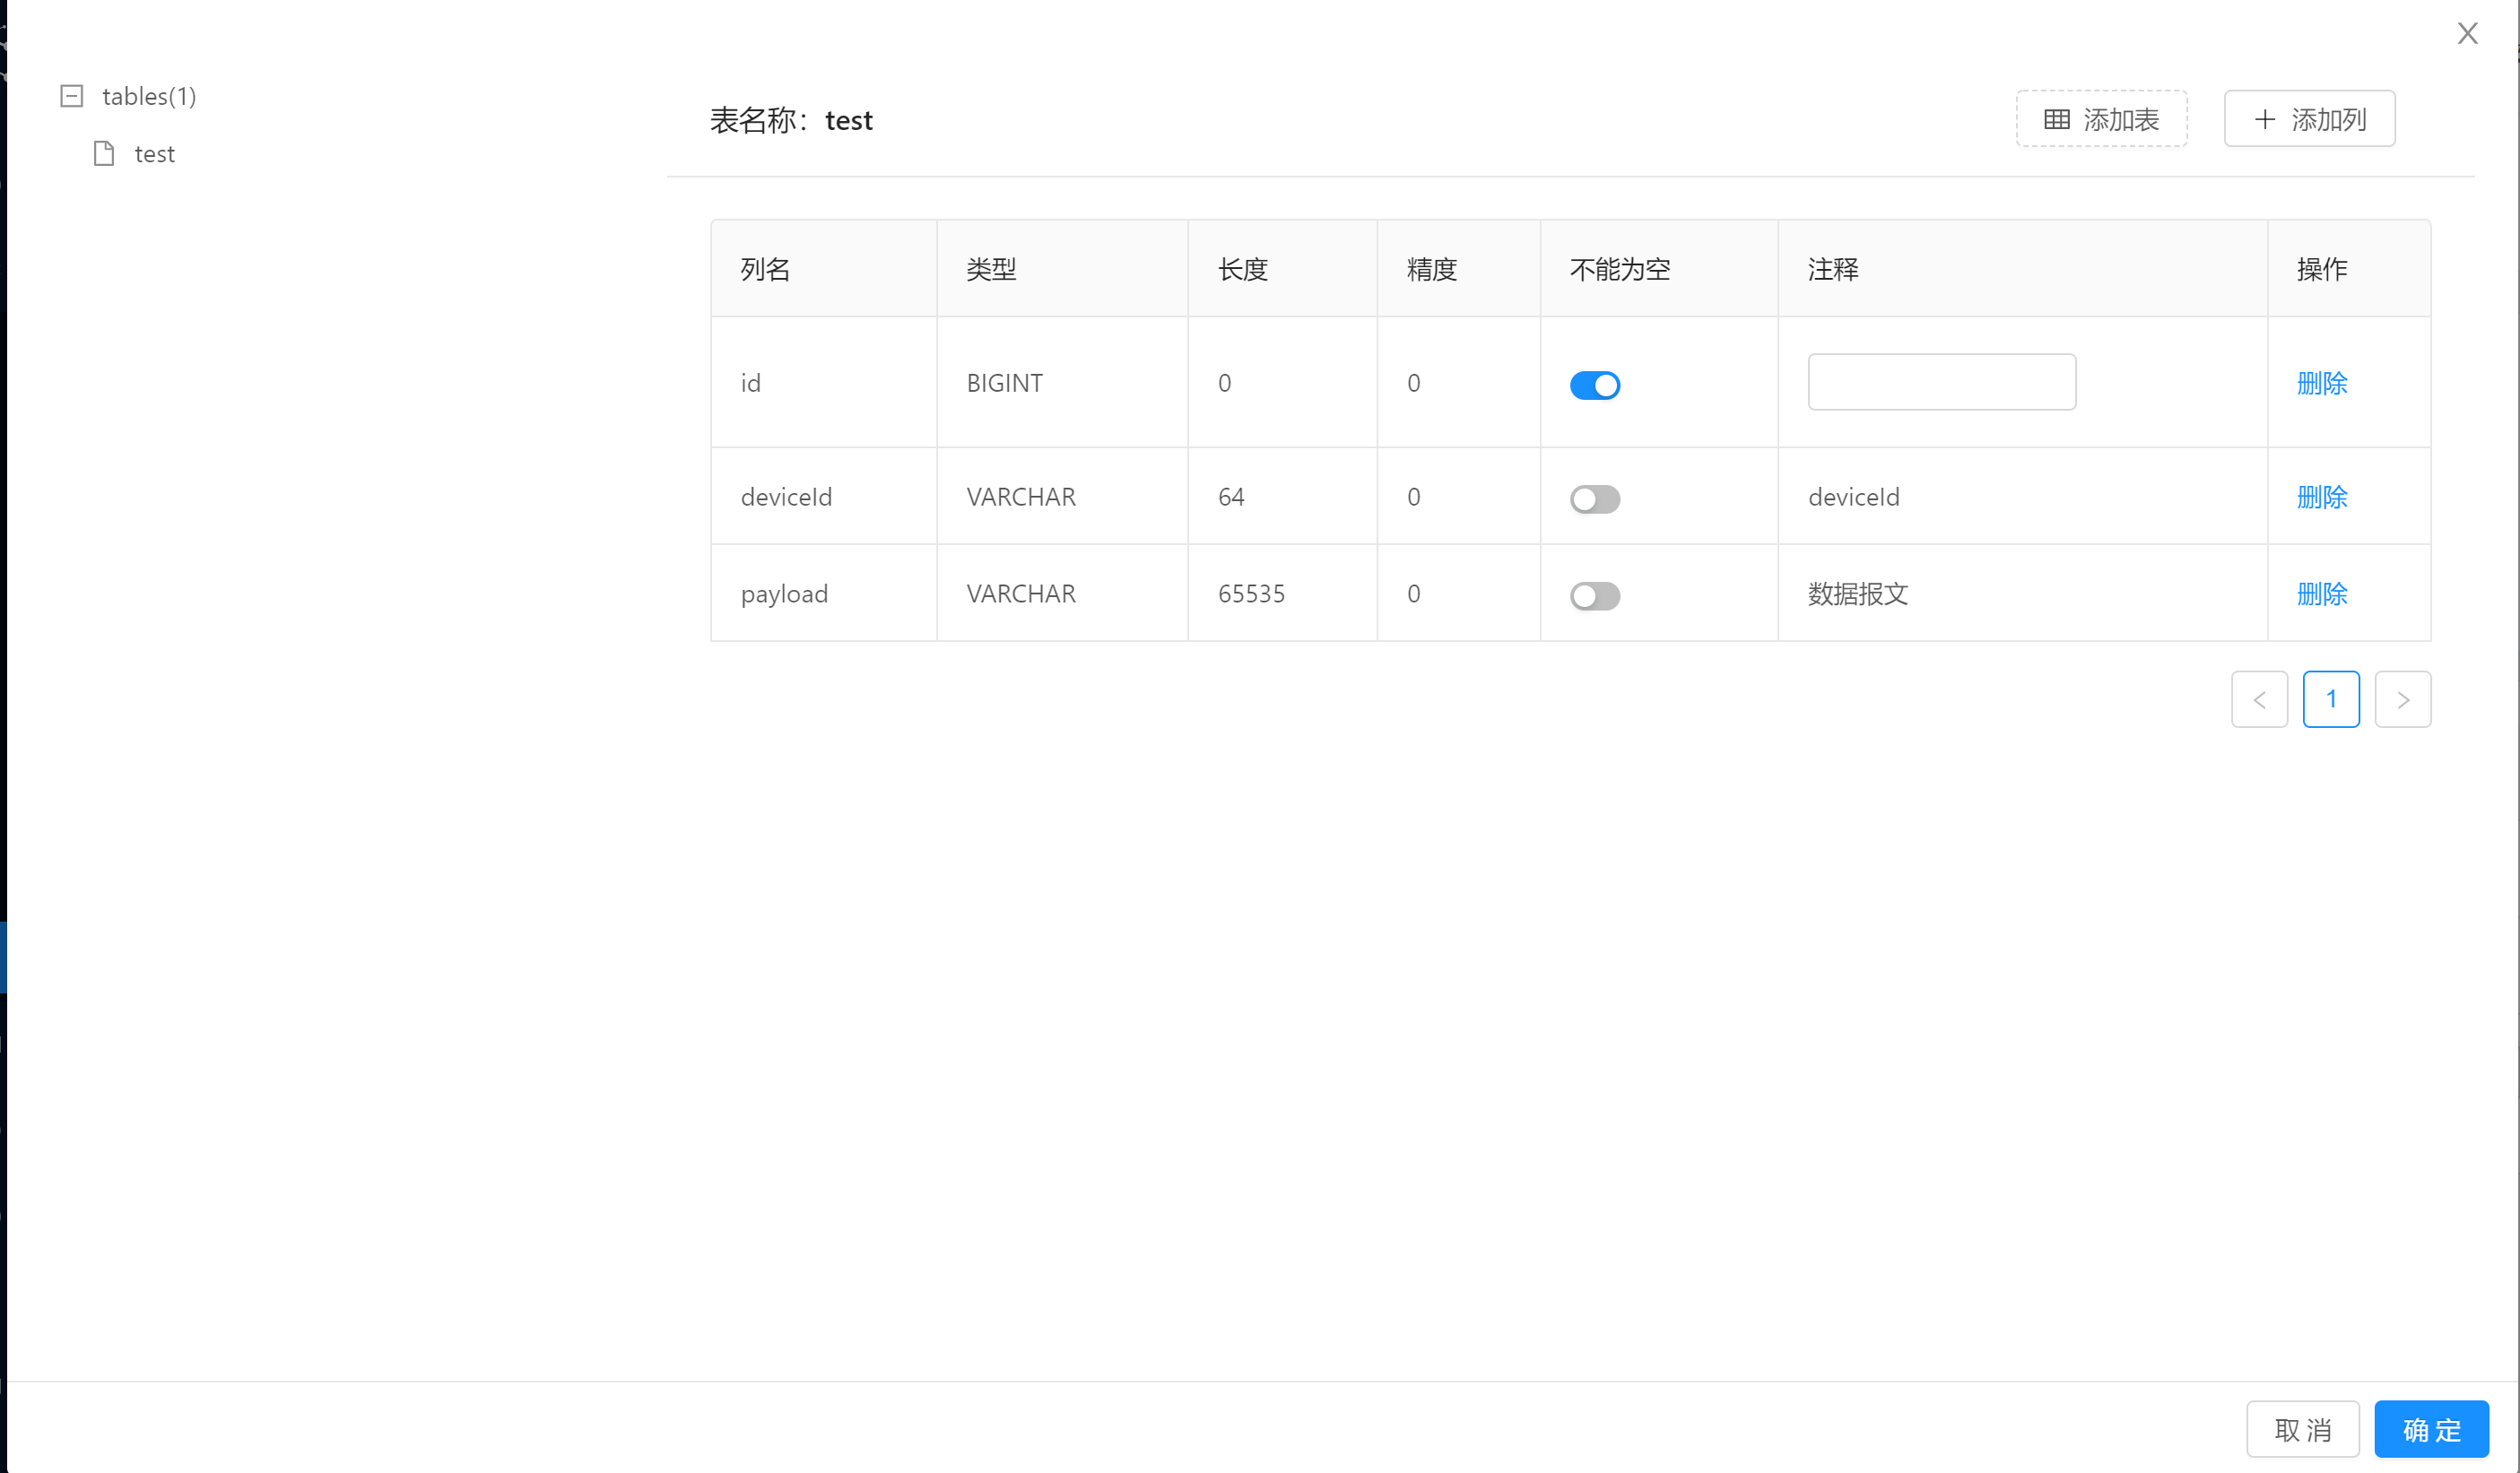 tables(1)
test
表名称：test
添加表
添加列
列名 类型 长度 精度 不能为空 注释 操作
id BIGINT 0 0 删除
deviceId VARCHAR 64 0 deviceId 删除
payload VARCHAR 65535 0 数据报文 删除
< 1 >
取 消
确 定